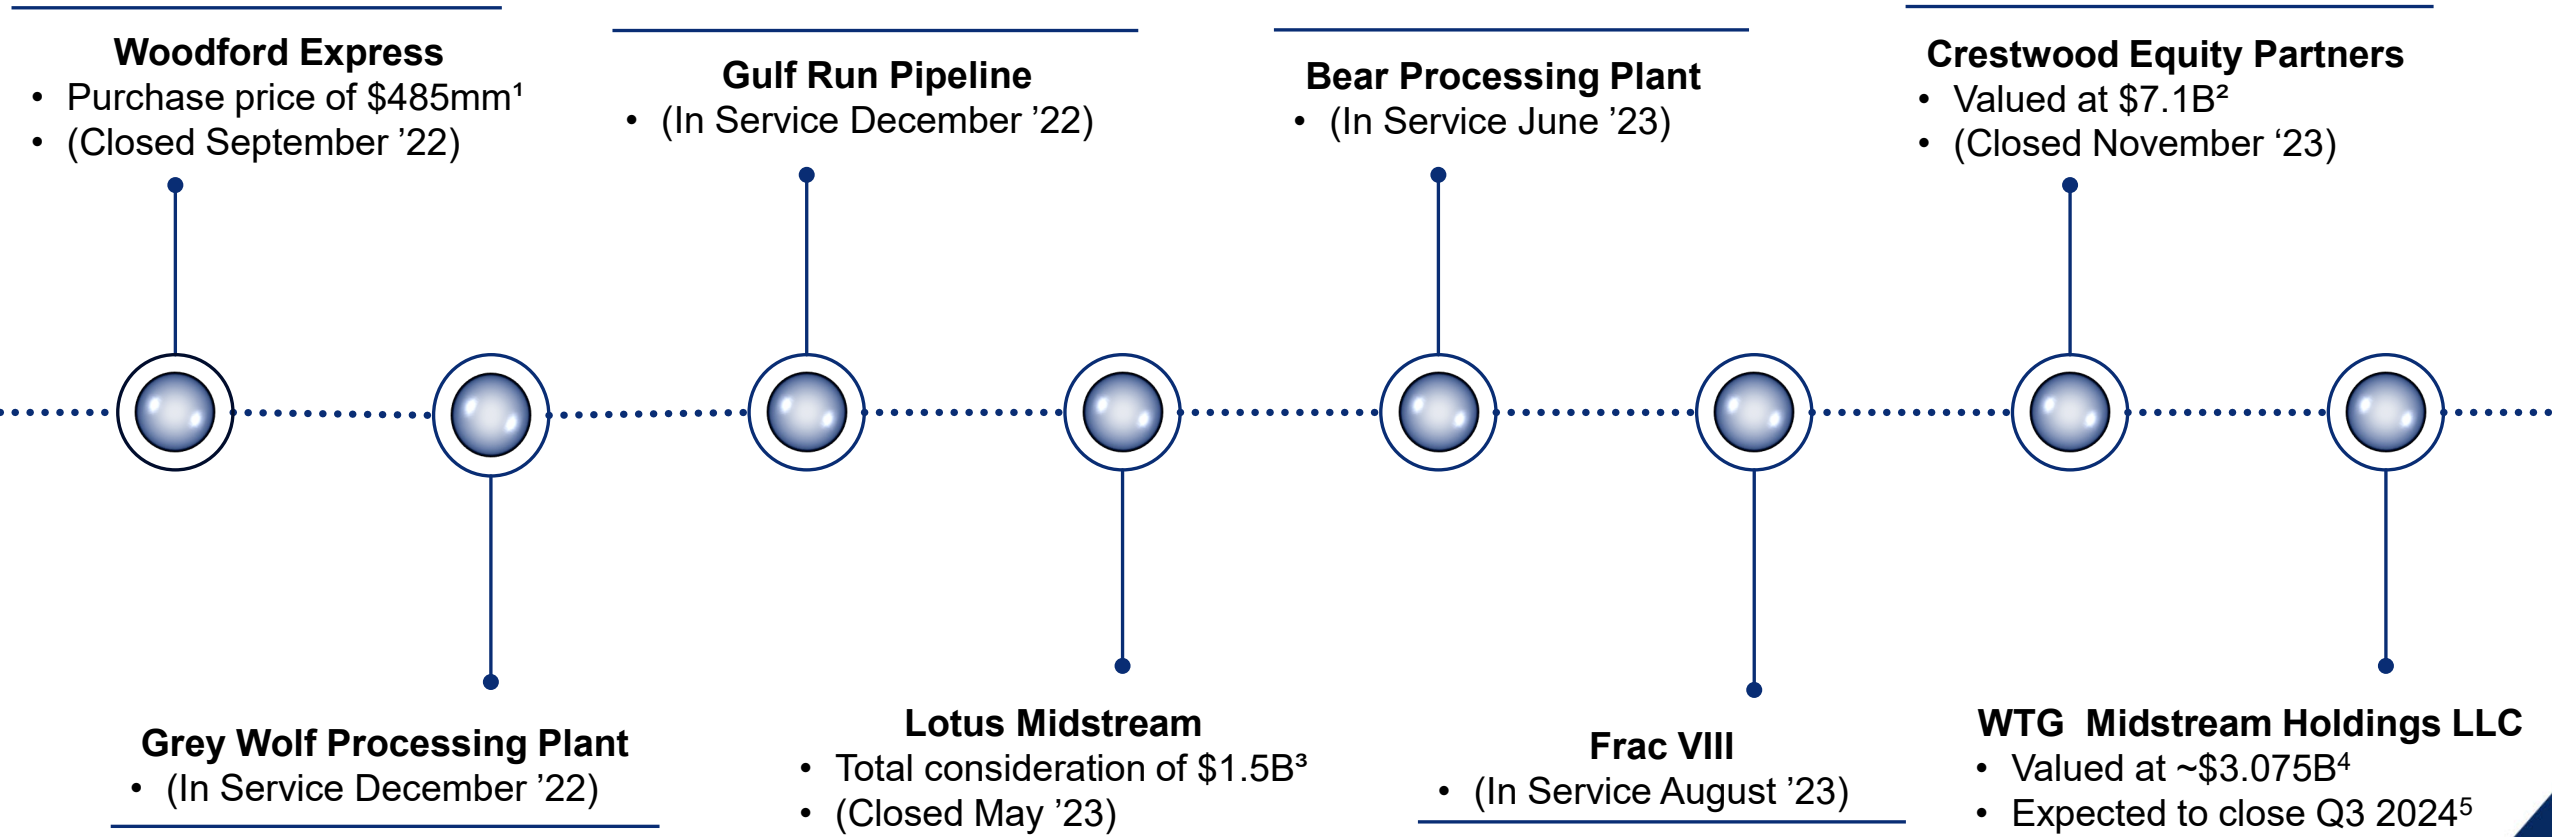 Woodford Express
• Purchase price of $485mm¹
• (Closed September ’22)
Gulf Run Pipeline
• (In Service December ’22)
Bear Processing Plant
• (In Service June ’23)
Crestwood Equity Partners
• Valued at $7.1B²
• (Closed November ‘23)
Grey Wolf Processing Plant
• (In Service December ’22)
Lotus Midstream
• Total consideration of $1.5B³
• (Closed May ’23)
Frac VIII
• (In Service August ’23)
WTG  Midstream Holdings LLC
• Valued at ~$3.075B⁴
• Expected to close Q3 2024⁵